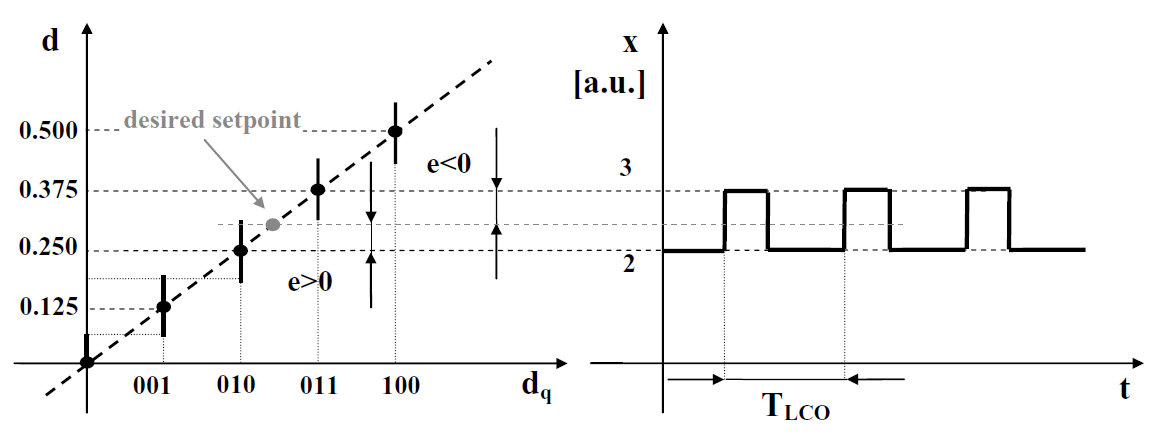 d
desired setpoint
0.500
0.375
0.250
0.125
e<0
e>0
001 010 011 100 dq
x
[a.u.]
3
2
TLCO
t